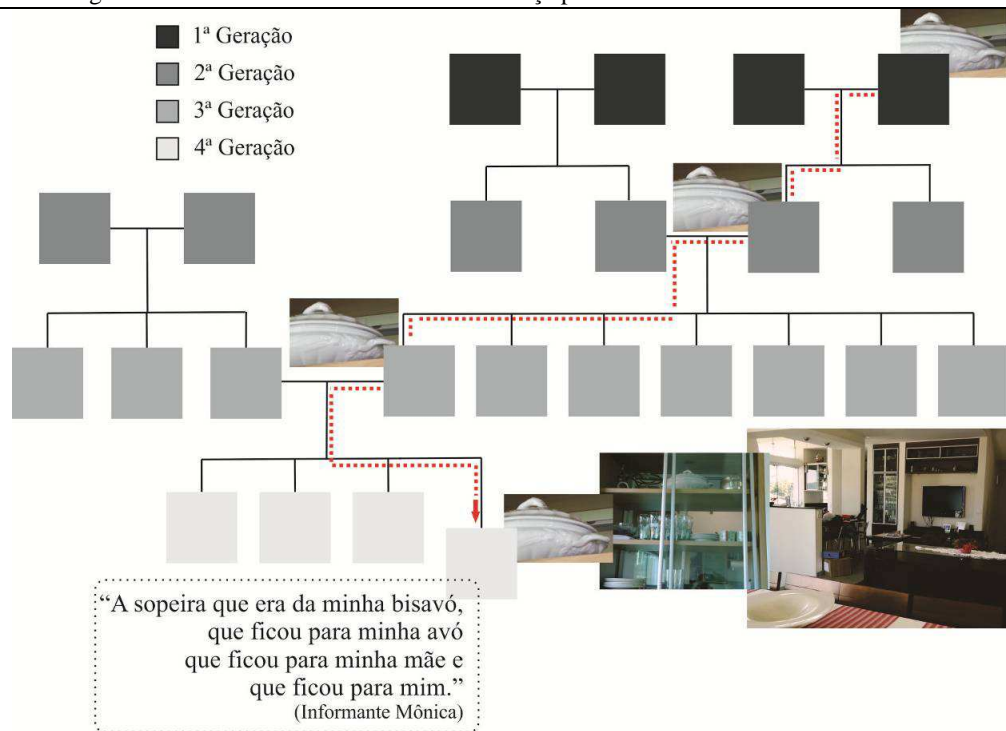 1ª Geração
2ª Geração
3ª Geração
4ª Geração
“A sopeira que era da minha bisavó,
que ficou para minha avó
que ficou para minha mãe e
que ficou para mim.”
(Informante Mônica)